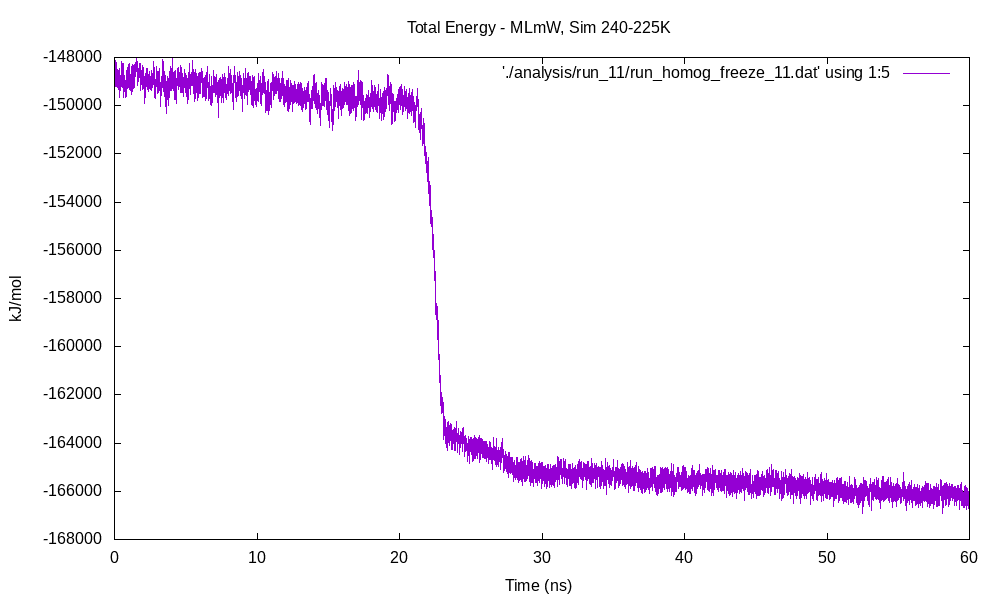 Total Energy - MLmW, Sim 240-225K
'./analysis/run_11/run_homog_freeze_11.dat' using 1:5
-148000
-150000
-152000
-154000
-156000
-158000
-160000
-162000
-164000
-166000
-168000
kJ/mol
0 10 20 30 40 50 60
Time (ns)